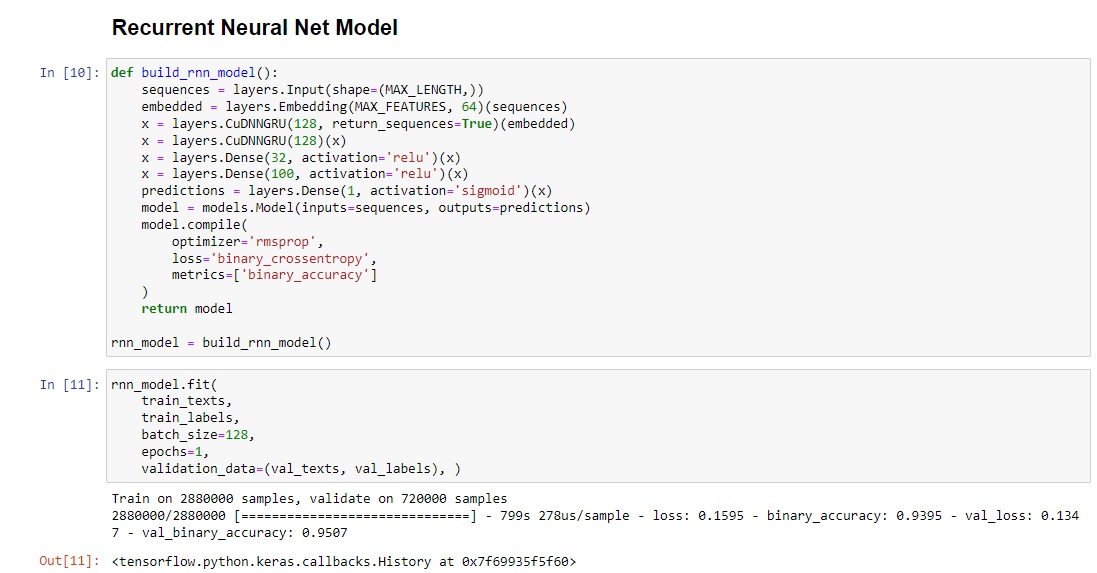 Recurrent Neural Net Model
In [10]: def build_rnn_model():
    sequences = layers.Input(shape=(MAX_LENGTH,))
    embedded = layers.Embedding(MAX_FEATURES, 64)(sequences)
    x = layers.CuDNNGRU(128, return_sequences=True)(embedded)
    x = layers.CuDNNGRU(128)(x)
    x = layers.Dense(32, activation='relu')(x)
    x = layers.Dense(100, activation='relu')(x)
    predictions = layers.Dense(1, activation='sigmoid')(x)
    model = models.Model(inputs=sequences, outputs=predictions)
    model.compile(
        optimizer='rmsprop',
        loss='binary_crossentropy',
        metrics=['binary_accuracy']
    )
    return model
rnn_model = build_rnn_model()
In [11]: rnn_model.fit(
    train_texts,
    train_labels,
    batch_size=128,
    epochs=1,
    validation_data=(val_texts, val_labels), )
Train on 2880000 samples, validate on 720000 samples
2880000/2880000 [==============================] - 799s 278us/sample - loss: 0.1595 - binary_accuracy: 0.9395 - val_loss: 0.134
7 - val_binary_accuracy: 0.9507
Out[11]: <tensorflow.python.keras.callbacks.History at 0x7f69935f5f60>